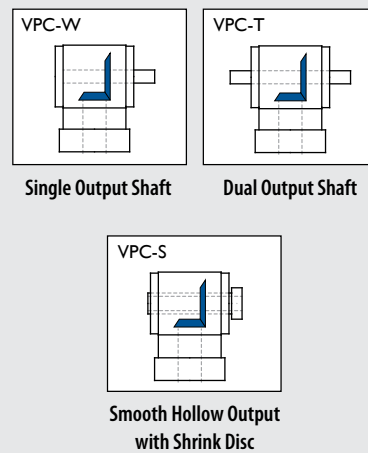 VPC-W
VPC-T
Single Output Shaft
Dual Output Shaft
VPC-S
Smooth Hollow Output
with Shrink Disc